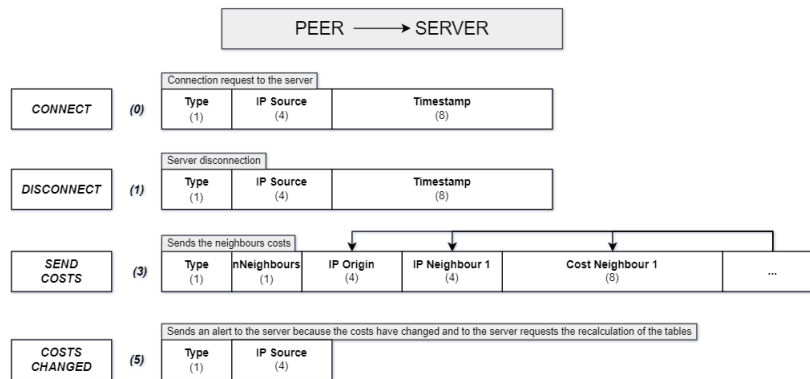 PEER SERVER
Connection request to the server
CONNECT (0) Type IP Source Timestamp
(1) (4) (8)
Server disconnection
DISCONNECT (1) Type IP Source Timestamp
(1) (4) (8)
Sends the neighbours costs
SEND COSTS (3) Type nNeighbours IP Origin IP Neighbour 1 Cost Neighbour 1 ...
(1) (1) (4) (4) (8)
Sends an alert to the server because the costs have changed and to the server requests the recalculation of the tables
COSTS CHANGED (5) Type IP Source
(1) (4)